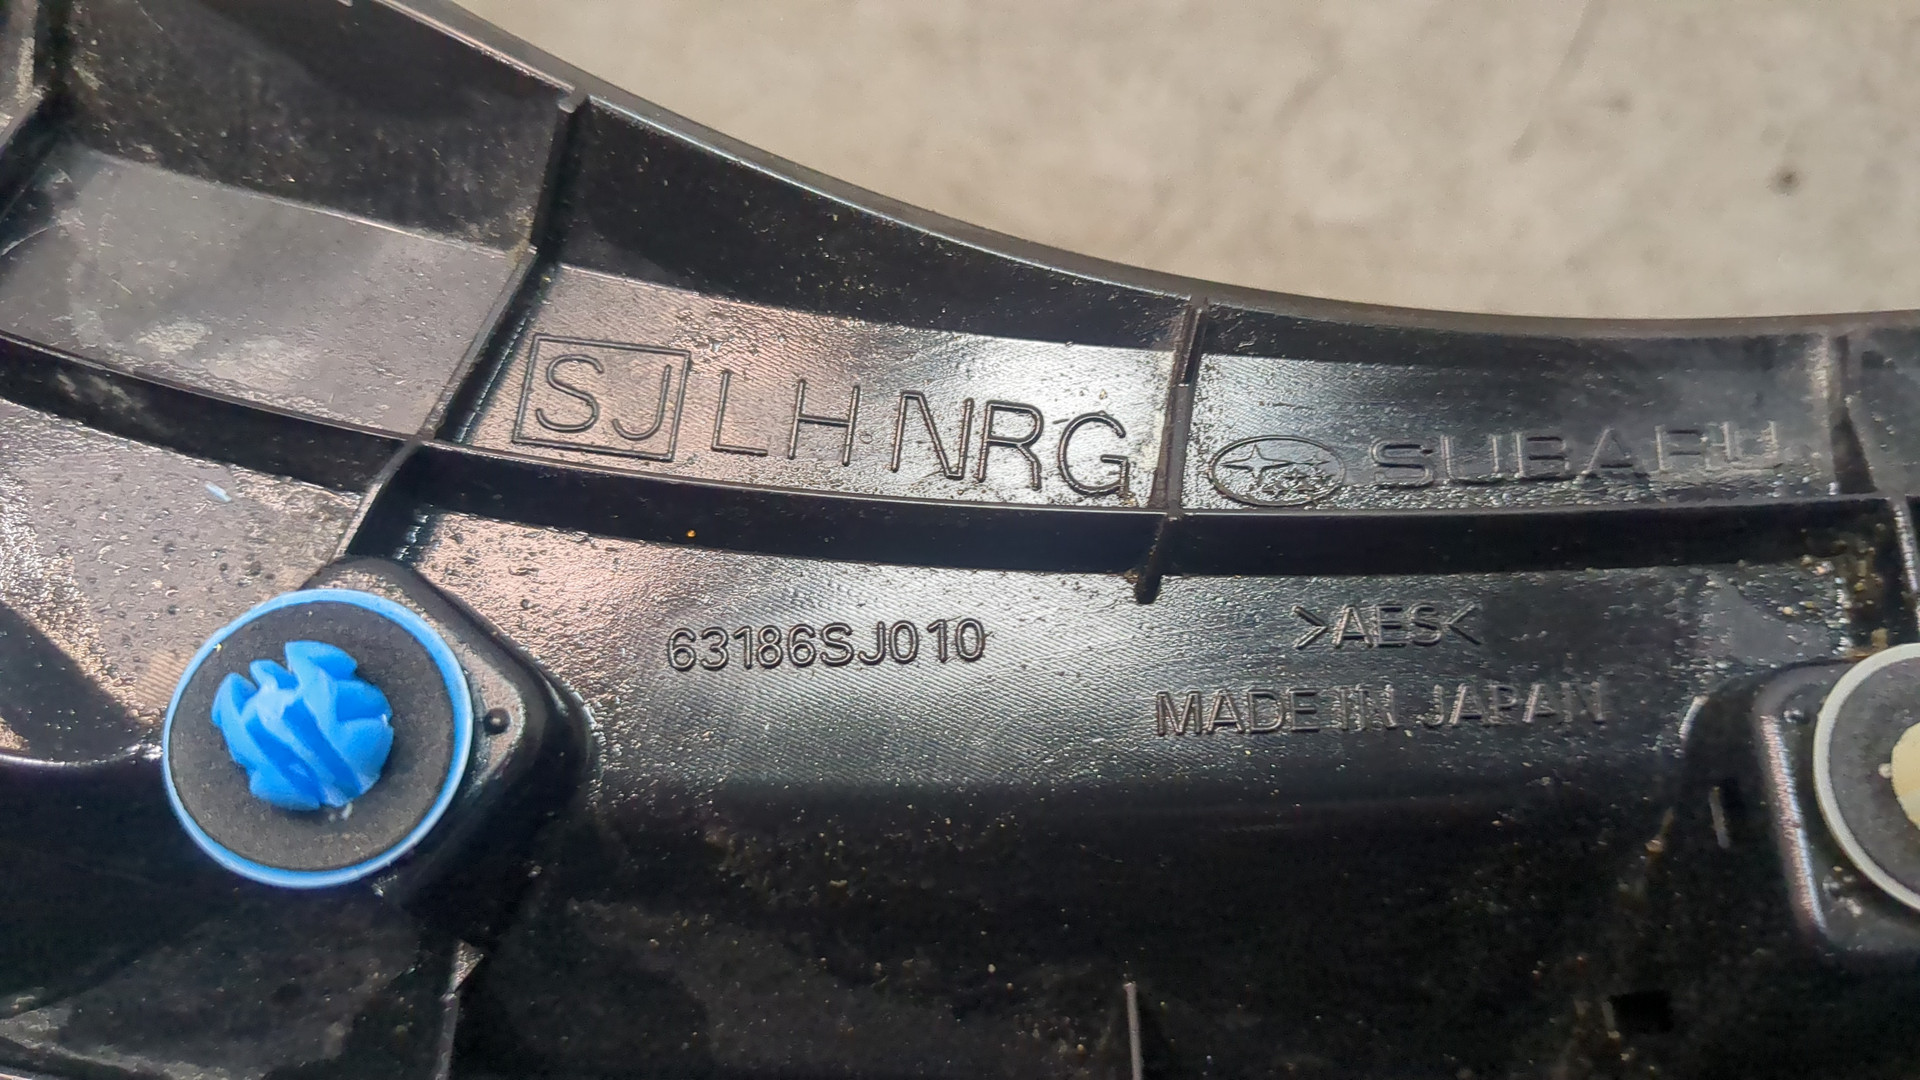 SJ LH NRG
SUBARU
63186SJ010
>AES<
MADE IN JAPAN